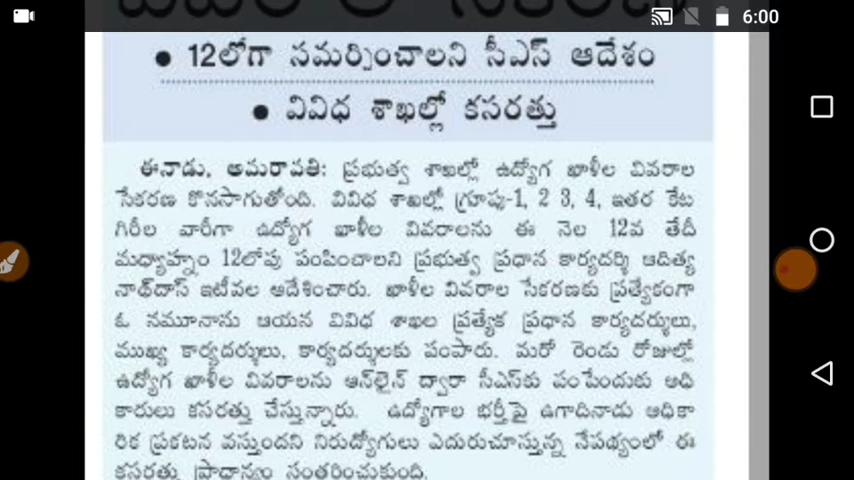 6:00
• 12లోగా సమర్పించాలని సీఎస్ ఆదేశం
• వివిధ శాఖల్లో కసరత్తు
ఈనాడు, అమరావతి: ప్రభుత్వ శాఖల్లో ఉద్యోగ ఖాళీల వివరాల
సేకరణ కొనసాగుతోంది. వివిధ శాఖల్లో గ్రూపు-1, 2 3, 4, ఇతర కేట
గిరీల వారీగా ఉద్యోగ ఖాళీల వివరాలను ఈ నెల 12వ తేదీ
మధ్యాహ్నం 12లోపు పంపించాలని ప్రభుత్వ ప్రధాన కార్యదర్శి ఆదిత్య
నాథ్‌దాస్ ఇటీవల ఆదేశించారు. ఖాళీల వివరాల సేకరణకు ప్రత్యేకంగా
ఓ నమూనాను ఆయన వివిధ శాఖల ప్రత్యేక ప్రధాన కార్యదర్శులు,
ముఖ్య కార్యదర్శులు, కార్యదర్శులకు పంపారు. మరో రెండు రోజుల్లో
ఉద్యోగ ఖాళీల వివరాలను ఆన్‌లైన్ ద్వారా సీఎస్‌కు పంపేందుకు అధి
కారులు కసరత్తు చేస్తున్నారు. ఉద్యోగాల భర్తీపై ఉగాదినాడు ఆధికా
రిక ప్రకటన వస్తుందని నిరుద్యోగులు ఎదురుచూస్తున్న నేపథ్యంలో ఈ
కసరత్తు ప్రాధాన్యం సంతరించుకుంది.